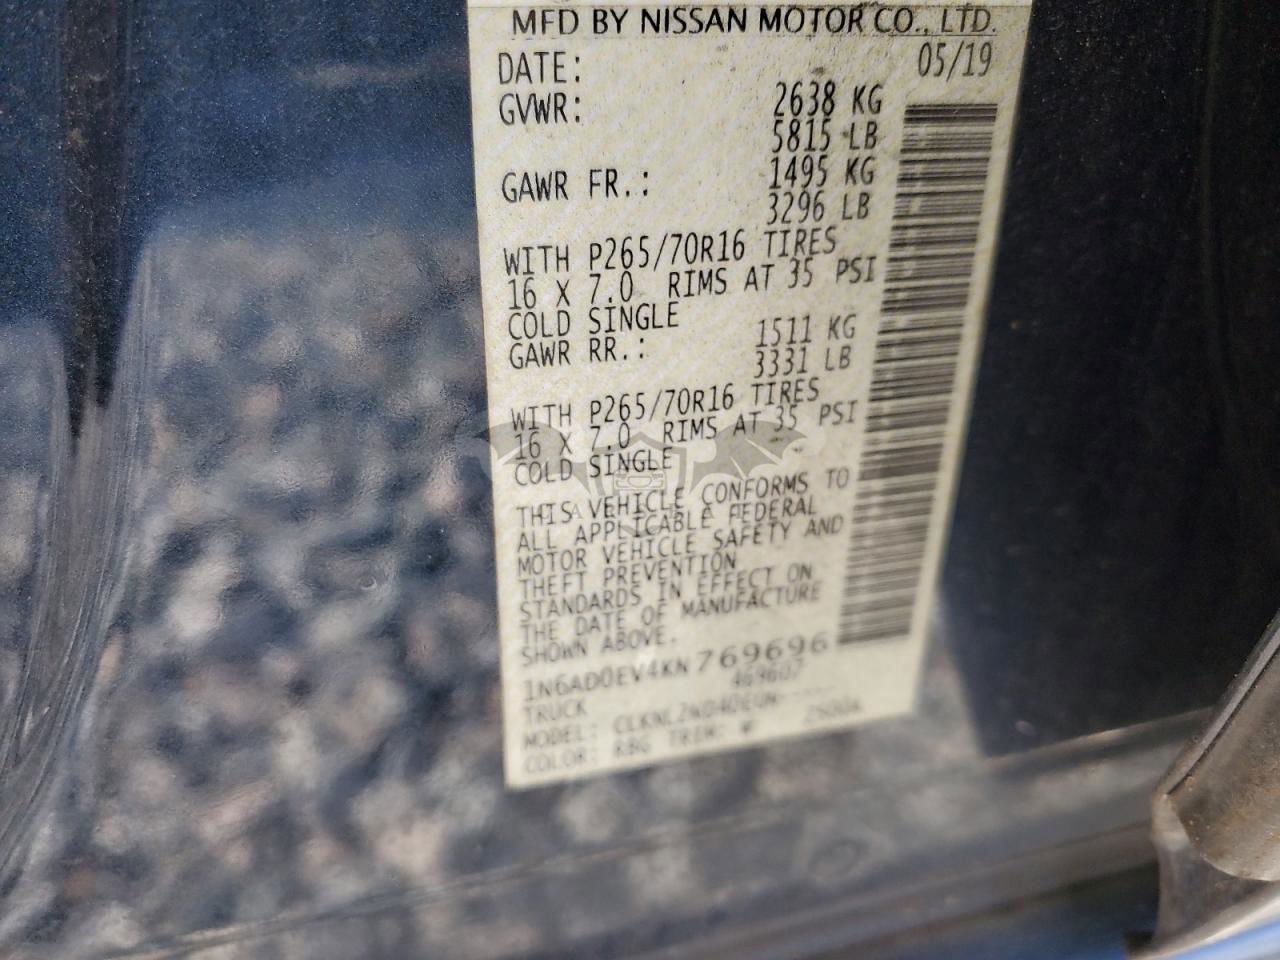 MFD BY NISSAN MOTOR CO., LTD.
DATE: 05/19
GVWR: 2638 KG
5815 LB
GAWR FR.: 1495 KG
3296 LB
WITH P265/70R16 TIRES
16 X 7.0 RIMS AT 35 PSI
COLD SINGLE
GAWR RR.: 1511 KG
3331 LB
WITH P265/70R16 TIRES
16 X 7.0 RIMS AT 35 PSI
COLD SINGLE
THIS VEHICLE CONFORMS TO
ALL APPLICABLE FEDERAL
MOTOR VEHICLE SAFETY AND
THEFT PREVENTION
STANDARDS IN EFFECT ON
THE DATE OF MANUFACTURE
SHOWN ABOVE.
1N6AD0EV4KN769696
469607
TRUCK
MODEL:
COLOR: RBG TRIM: W